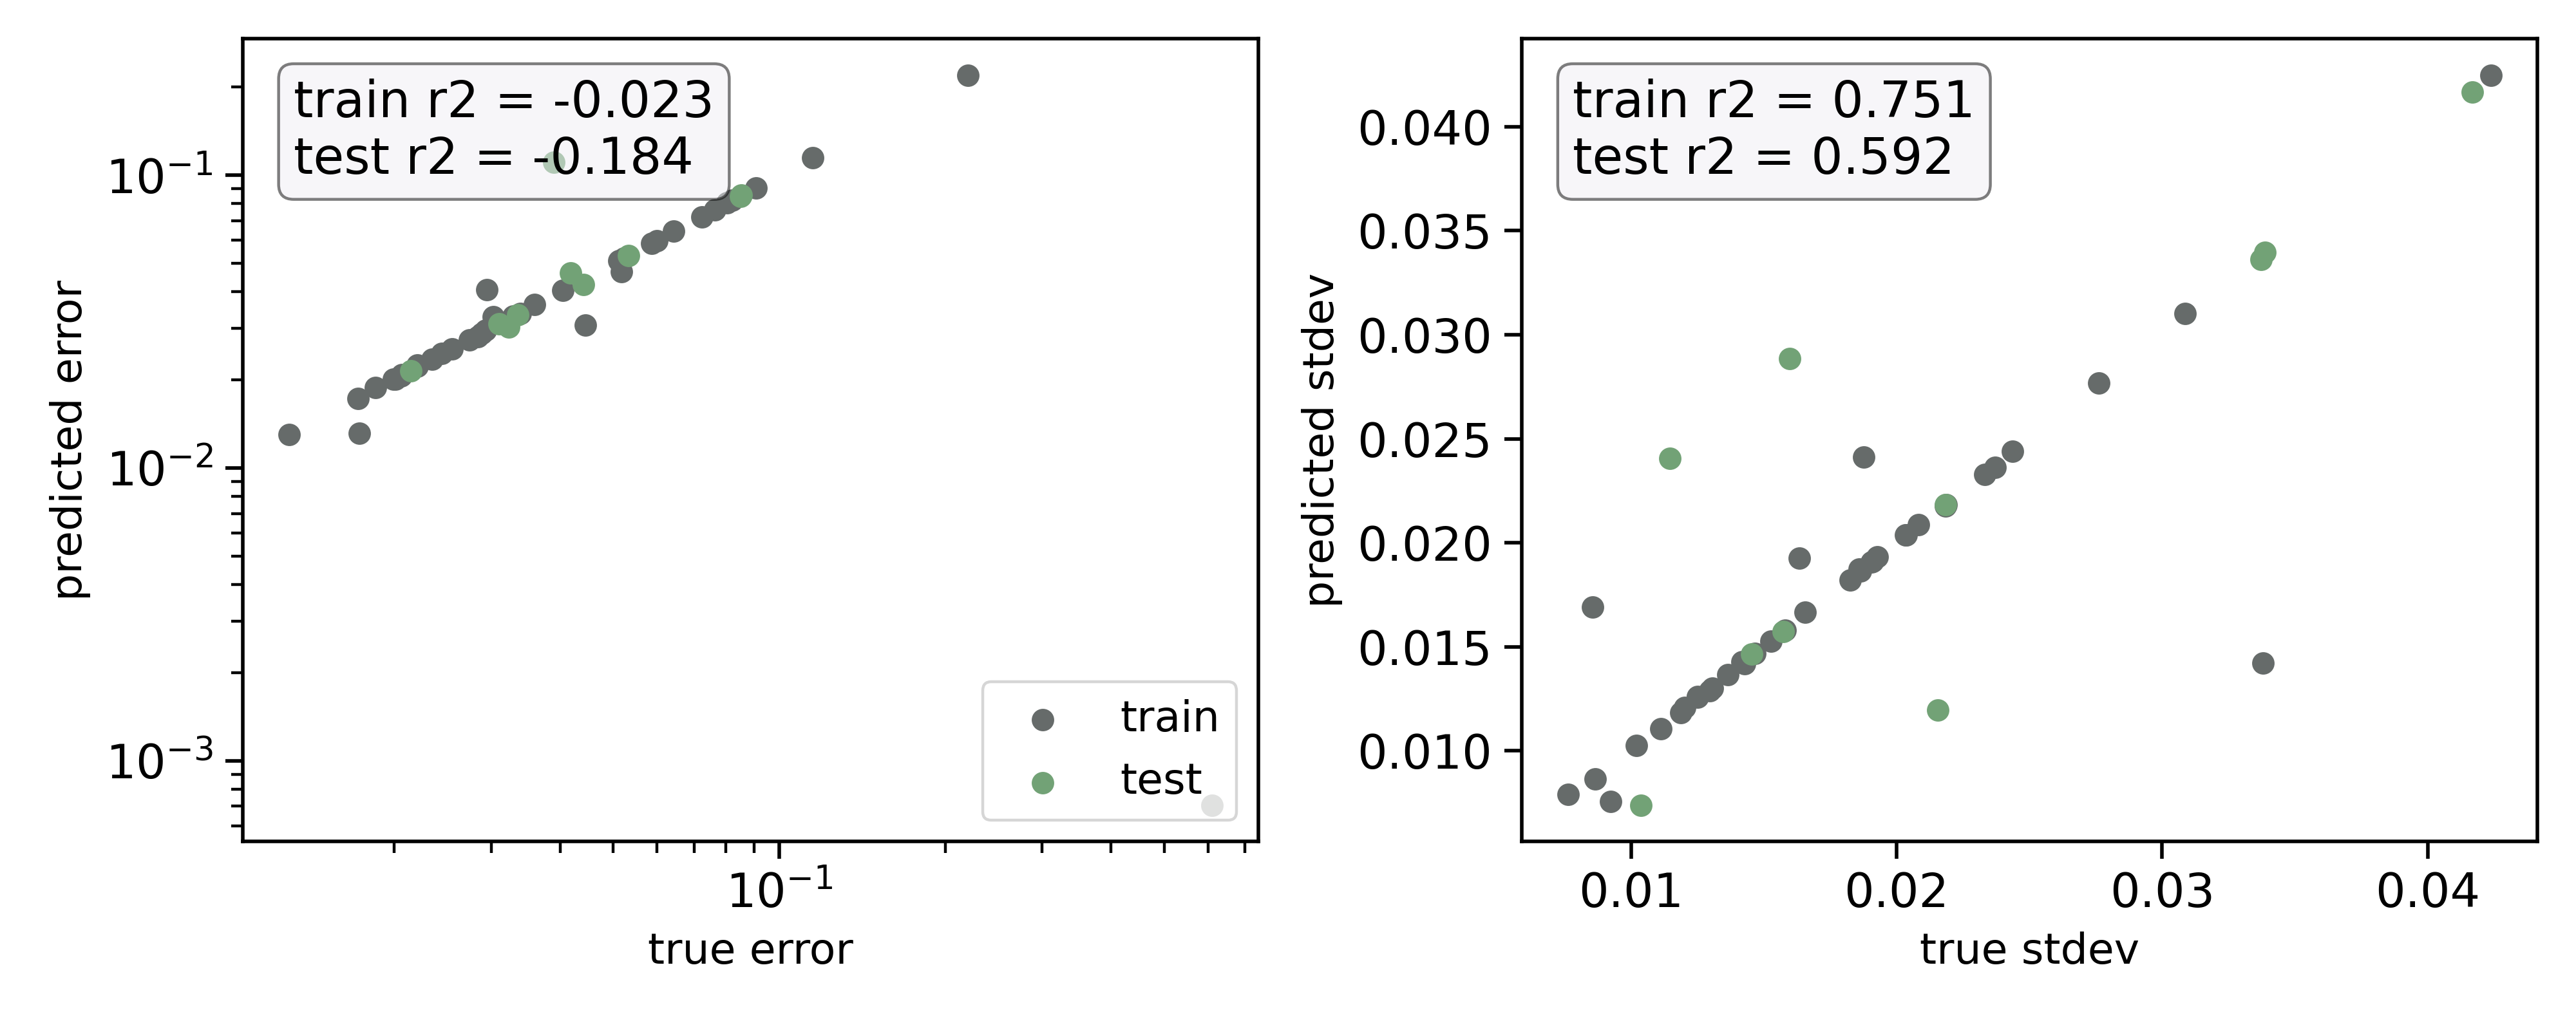 train r2 = -0.023
test r2 = -0.184
10⁻¹
10⁻²
10⁻³
predicted error
train
test
10⁻¹
true error
train r2 = 0.751
test r2 = 0.592
0.040
0.035
0.030
0.025
0.020
0.015
0.010
predicted stdev
0.01 0.02 0.03 0.04
true stdev